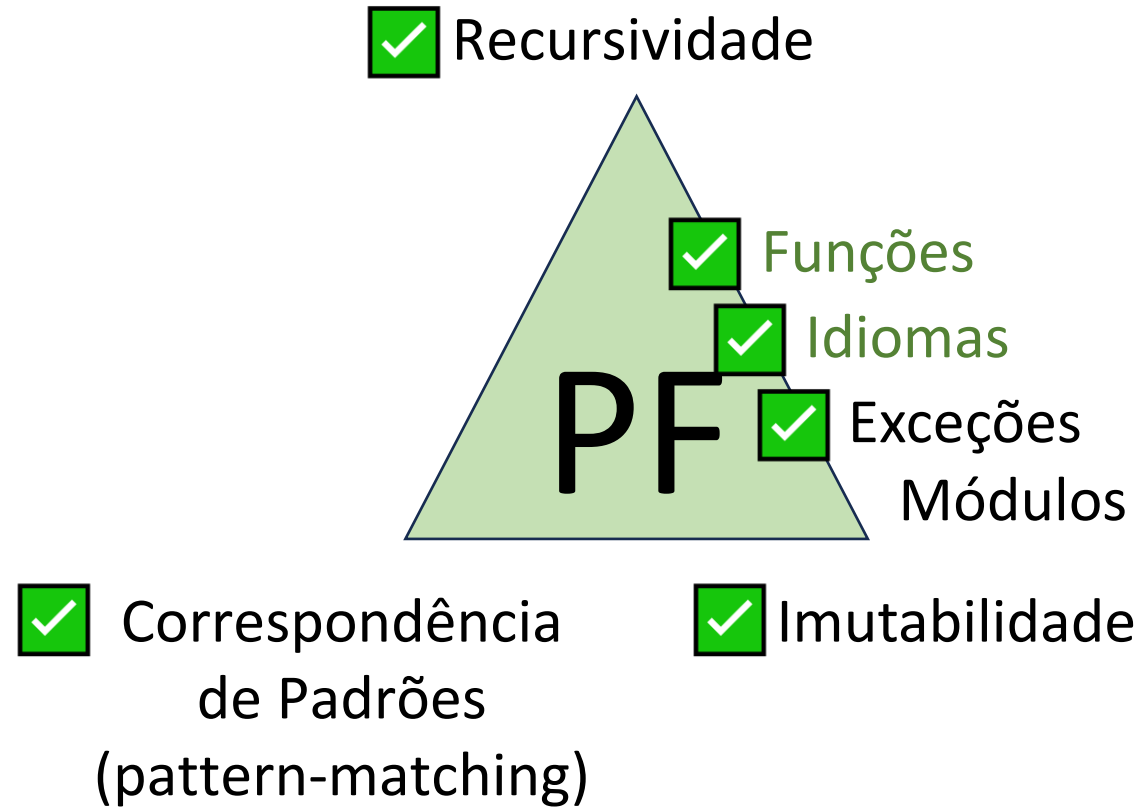 Recursividade
Funções
Idiomas
PF
Exceções
Módulos
Correspondência
de Padrões
(pattern-matching)
Imutabilidade